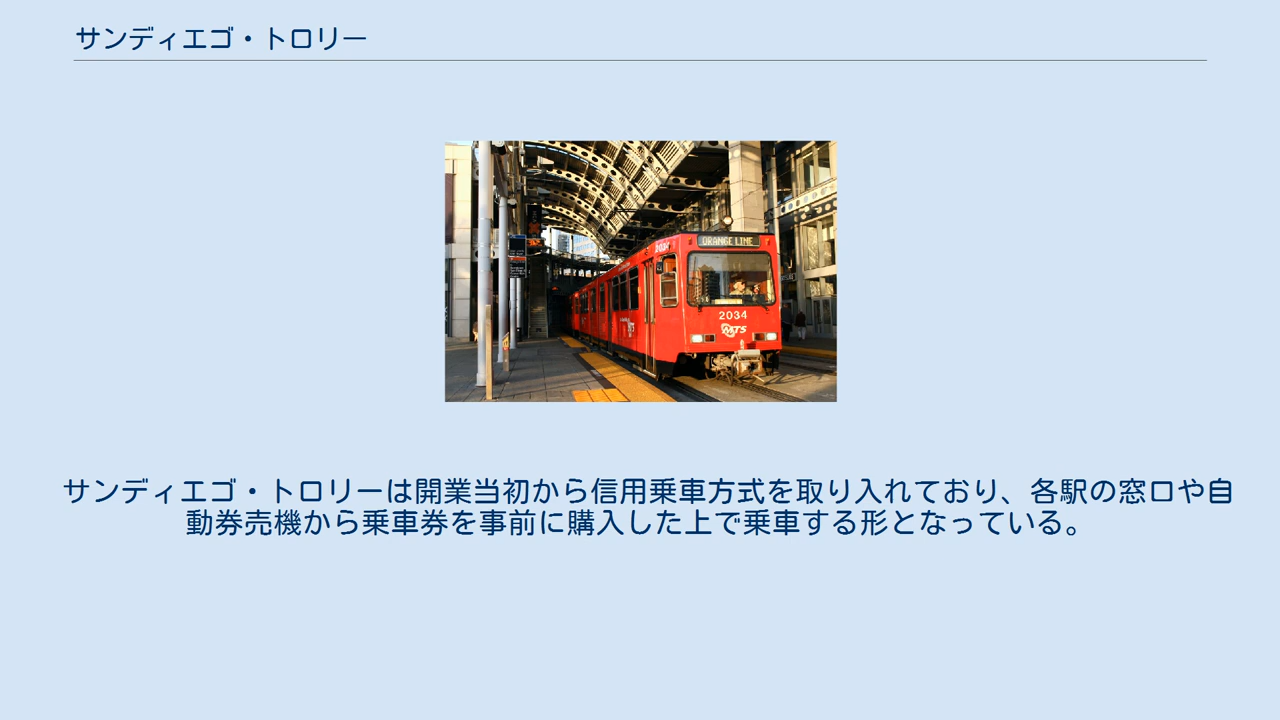 サンディエゴ・トロリー
ORANGE LINE
2034
2034
MTS
サンディエゴ・トロリーは開業当初から信用乗車方式を取り入れており、各駅の窓口や自
動券売機から乗車券を事前に購入した上で乗車する形となっている。